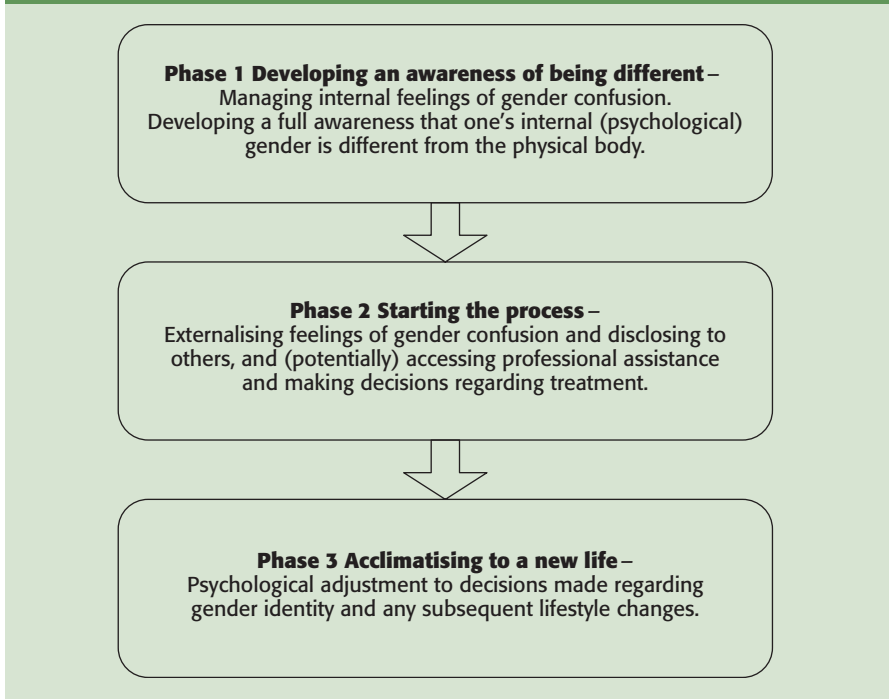 Phase 1 Developing an awareness of being different –
Managing internal feelings of gender confusion.
Developing a full awareness that one's internal (psychological)
gender is different from the physical body.
Phase 2 Starting the process –
Externalising feelings of gender confusion and disclosing to
others, and (potentially) accessing professional assistance
and making decisions regarding treatment.
Phase 3 Acclimatising to a new life –
Psychological adjustment to decisions made regarding
gender identity and any subsequent lifestyle changes.